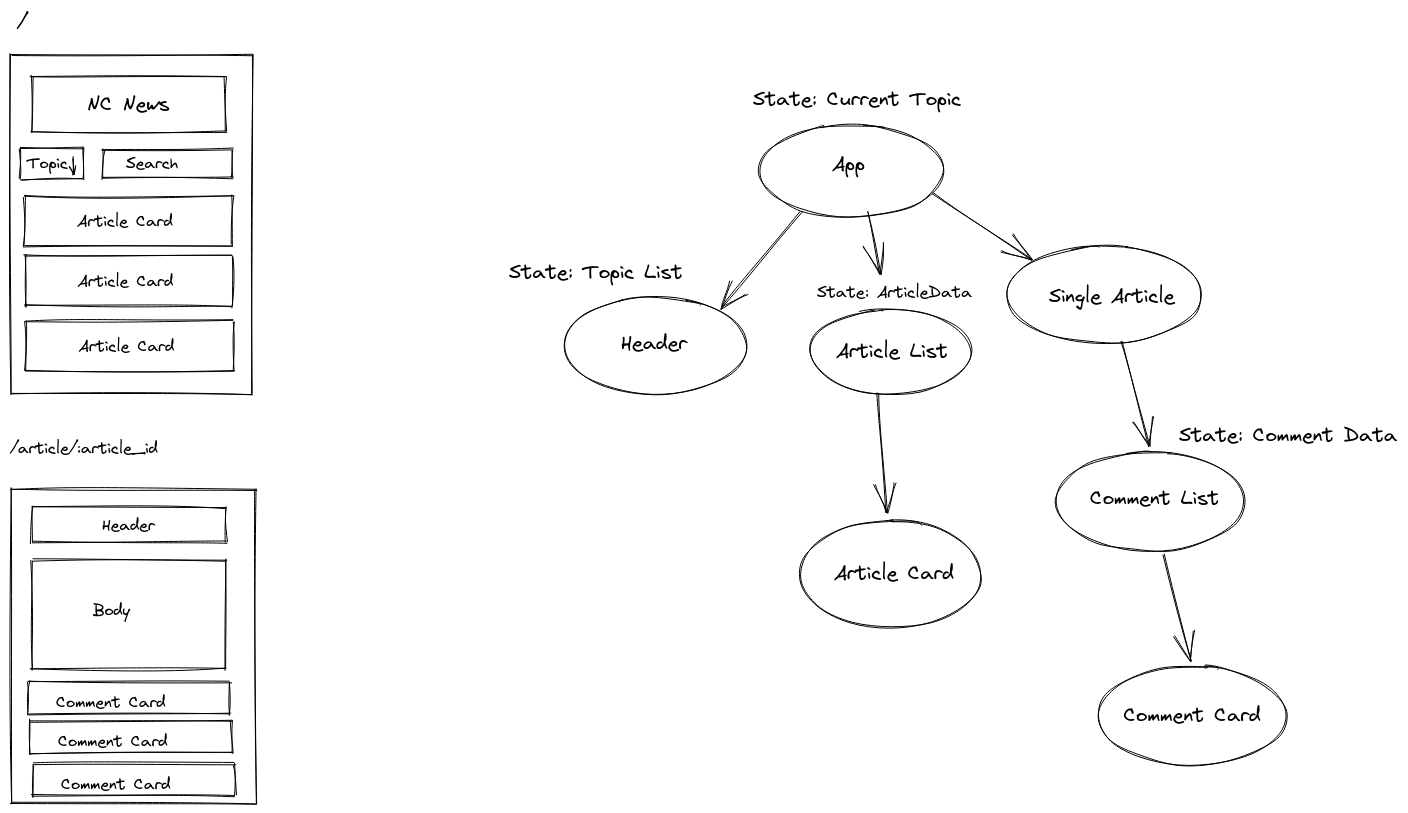 /
NC News
Topic↓
Search
Article Card
Article Card
Article Card
/article/:article_id
Header
Body
Comment Card
Comment Card
Comment Card
State: Current Topic
App
State: Topic List
Header
State: ArticleData
Article List
Single Article
Article Card
State: Comment Data
Comment List
Comment Card